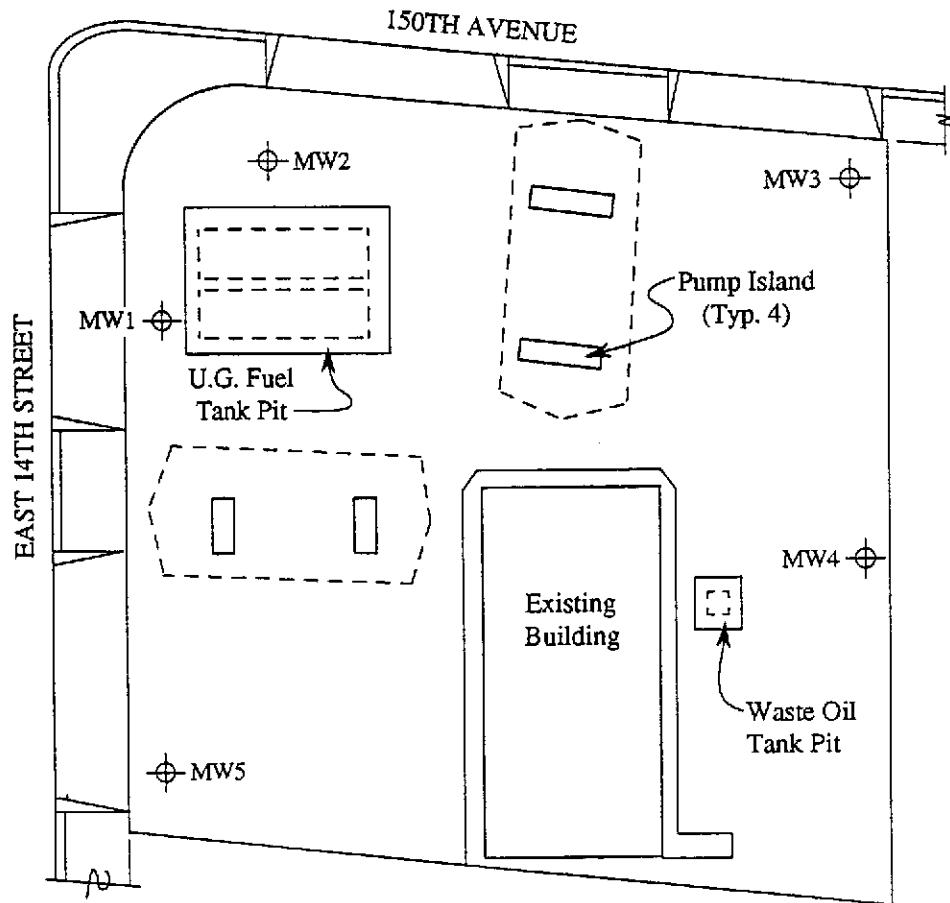 150TH AVENUE
MW2
MW3
Pump Island
(Typ. 4)
MW1
U.G. Fuel
Tank Pit
EAST 14TH STREET
MW4
Existing
Building
Waste Oil
Tank Pit
MW5